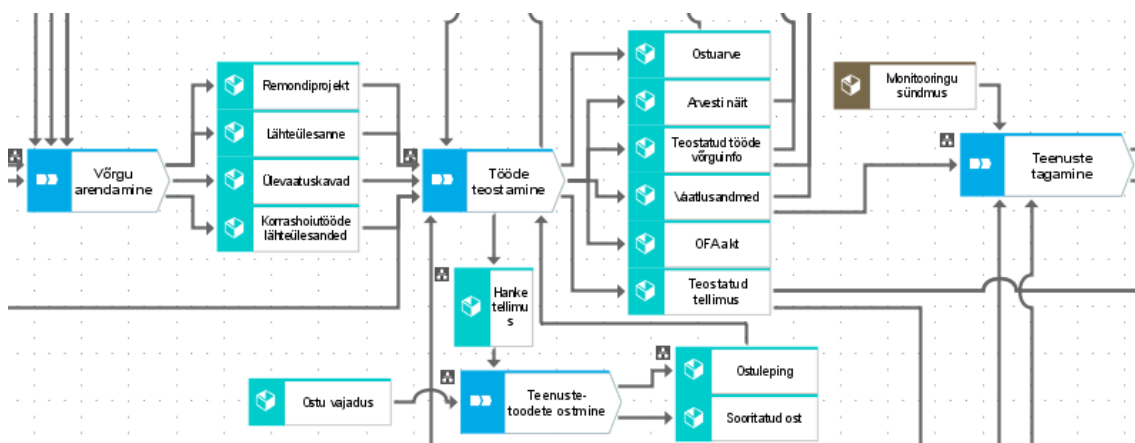 Remondiprojekt
Lähteülesanne
Ülevaatuskavad
Korrashoiutööde
lähteülesanded
Võrgu
arendamine
Tööde
teostamine
Ostuarve
Arvesti näit
Teostatud tööde
võrguinfo
Vaatlusandmed
OFA akt
Teostatud
tellimus
Monitooringu
sündmus
Teenuste
tagamine
Hanke
tellimu
s
Ostu vajadus
Teenuste-
toodete ostmine
Ostuleping
Sooritatud ost